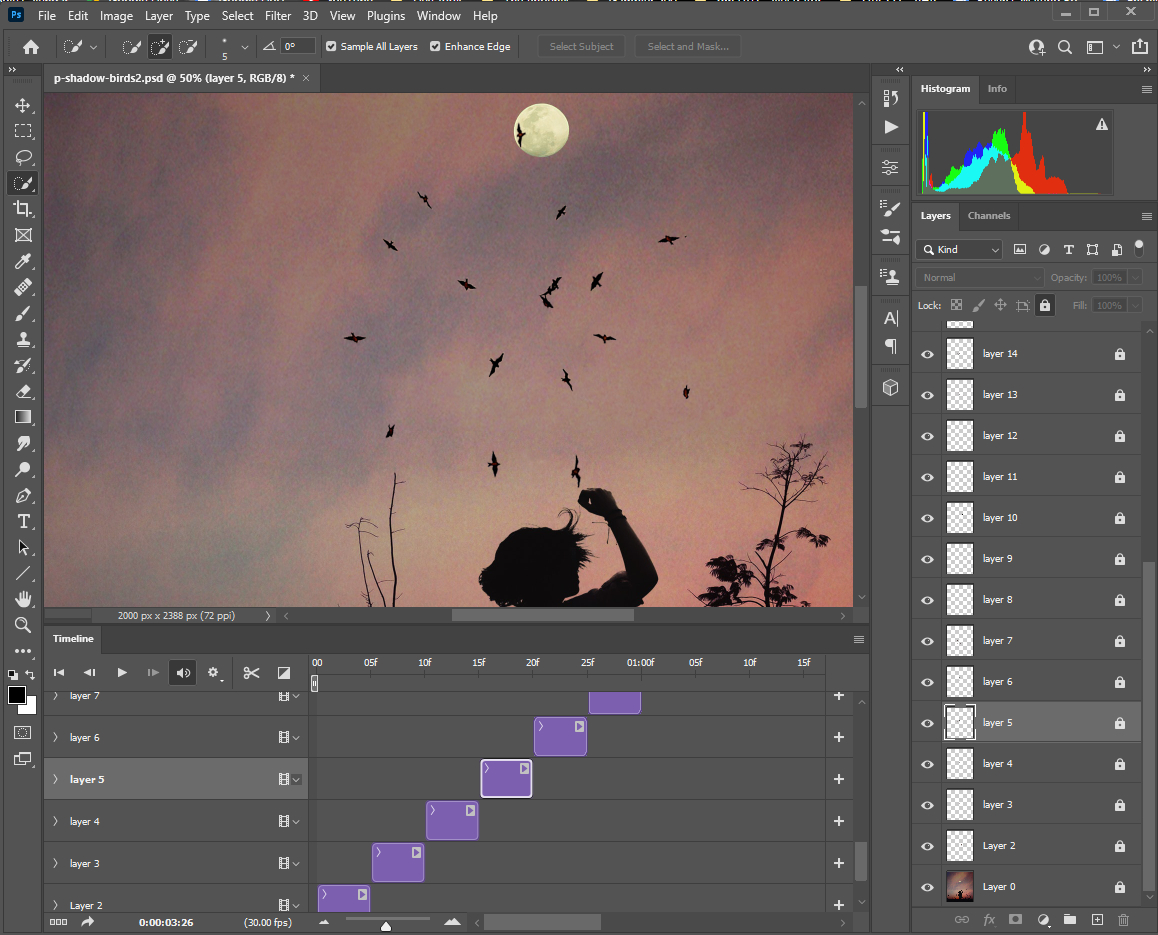 Ps File Edit Image Layer Type Select Filter 3D View Plugins Window Help
5 0° Sample All Layers Enhance Edge Select Subject Select and Mask...
p-shadow-birds2.psd @ 50% (layer 5, RGB/8) *
Histogram Info
Layers Channels
Kind
Normal Opacity: 100%
Lock: Fill: 100%
layer 14
layer 13
layer 12
layer 11
layer 10
layer 9
layer 8
layer 7
layer 6
layer 5
layer 4
layer 3
Layer 2
Layer 0
2000 px x 2388 px (72 ppi)
Timeline
00 05f 10f 15f 20f 25f 01:00f 05f 10f 15f
layer 7
layer 6
layer 5
layer 4
layer 3
Layer 2
0:00:03:26 (30.00 fps)